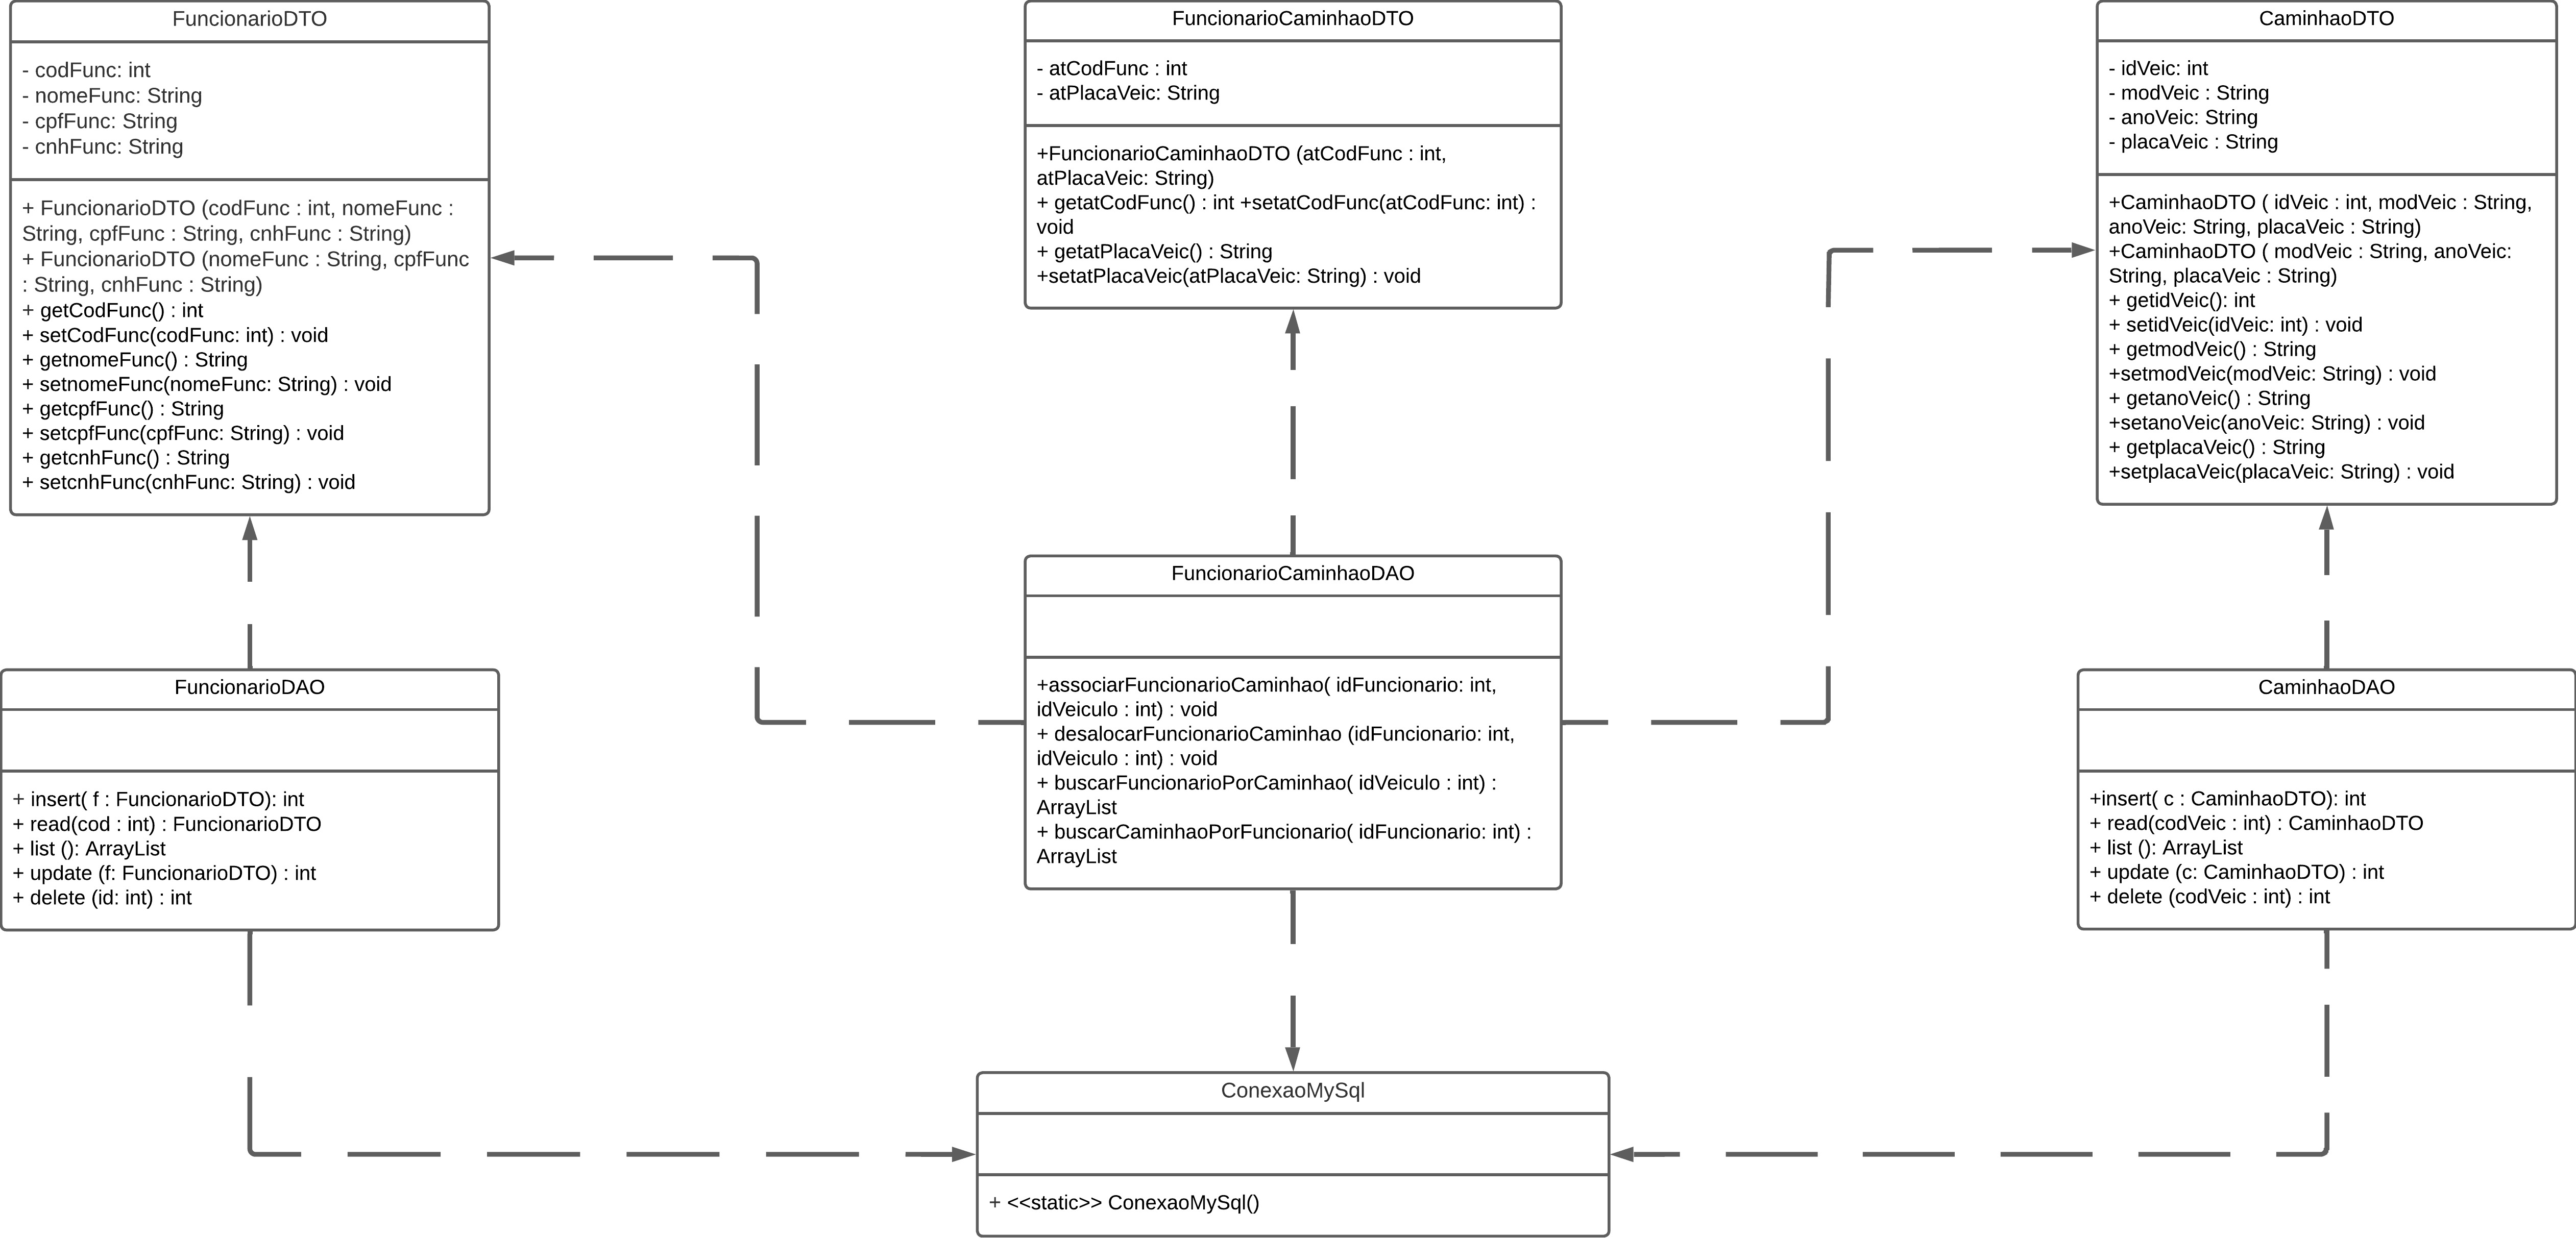 FuncionarioDTO
- codFunc: int
- nomeFunc: String
- cpfFunc: String
- cnhFunc: String
+ FuncionarioDTO (codFunc : int, nomeFunc :
String, cpfFunc : String, cnhFunc : String)
+ FuncionarioDTO (nomeFunc : String, cpfFunc
: String, cnhFunc : String)
+ getCodFunc() : int
+ setCodFunc(codFunc: int) : void
+ getnomeFunc() : String
+ setnomeFunc(nomeFunc: String) : void
+ getcpfFunc() : String
+ setcpfFunc(cpfFunc: String) : void
+ getcnhFunc() : String
+ setcnhFunc(cnhFunc: String) : void
FuncionarioCaminhaoDTO
- atCodFunc : int
- atPlacaVeic: String
+FuncionarioCaminhaoDTO (atCodFunc : int,
atPlacaVeic: String)
+ getatCodFunc() : int +setatCodFunc(atCodFunc: int) :
void
+ getatPlacaVeic() : String
+setatPlacaVeic(atPlacaVeic: String) : void
CaminhaoDTO
- idVeic: int
- modVeic : String
- anoVeic: String
- placaVeic : String
+CaminhaoDTO ( idVeic : int, modVeic : String,
anoVeic: String, placaVeic : String)
+CaminhaoDTO ( modVeic : String, anoVeic:
String, placaVeic : String)
+ getidVeic(): int
+ setidVeic(idVeic: int) : void
+ getmodVeic() : String
+setmodVeic(modVeic: String) : void
+ getanoVeic() : String
+setanoVeic(anoVeic: String) : void
+ getplacaVeic() : String
+setplacaVeic(placaVeic: String) : void
FuncionarioDAO
+ insert( f : FuncionarioDTO): int
+ read(cod : int) : FuncionarioDTO
+ list (): ArrayList
+ update (f: FuncionarioDTO) : int
+ delete (id: int) : int
FuncionarioCaminhaoDAO
+associarFuncionarioCaminhao( idFuncionario: int,
idVeiculo : int) : void
+ desalocarFuncionarioCaminhao (idFuncionario: int,
idVeiculo : int) : void
+ buscarFuncionarioPorCaminhao( idVeiculo : int) :
ArrayList
+ buscarCaminhaoPorFuncionario( idFuncionario: int) :
ArrayList
CaminhaoDAO
+insert( c : CaminhaoDTO): int
+ read(codVeic : int) : CaminhaoDTO
+ list (): ArrayList
+ update (c: CaminhaoDTO) : int
+ delete (codVeic : int) : int
ConexaoMySql
+ <<static>> ConexaoMySql()